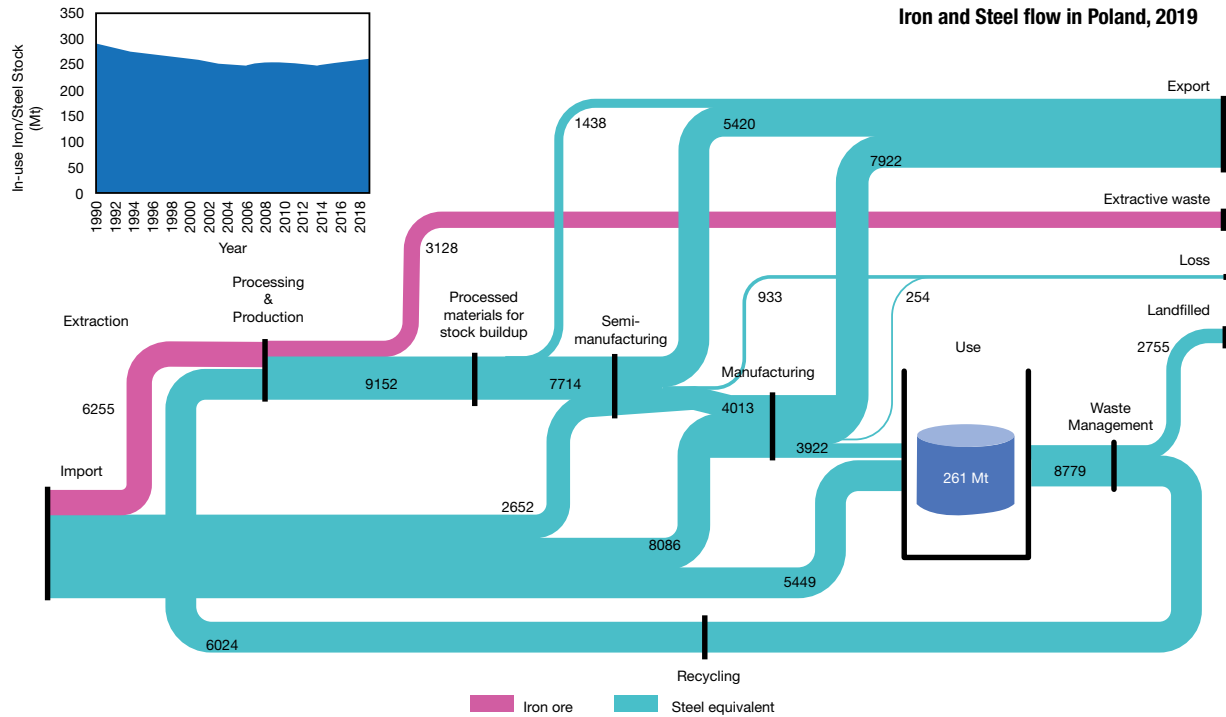 Iron and Steel flow in Poland, 2019
In-use Iron/Steel Stock
(Mt)
350
300
250
200
150
100
50
0
1990
1992
1994
1996
1998
2000
2002
2004
2006
2008
2010
2012
2014
2016
2018
Year
Export
1438
5420
7922
Extractive waste
3128
Loss
933
254
Landfilled
2755
Extraction
Processing
&
Production
Processed
materials for
stock buildup
Semi-
manufacturing
Manufacturing
Use
Waste
Management
6255
9152
7714
4013
3922
261 Mt
8779
Import
2652
8086
5449
6024
Recycling
Iron ore
Steel equivalent